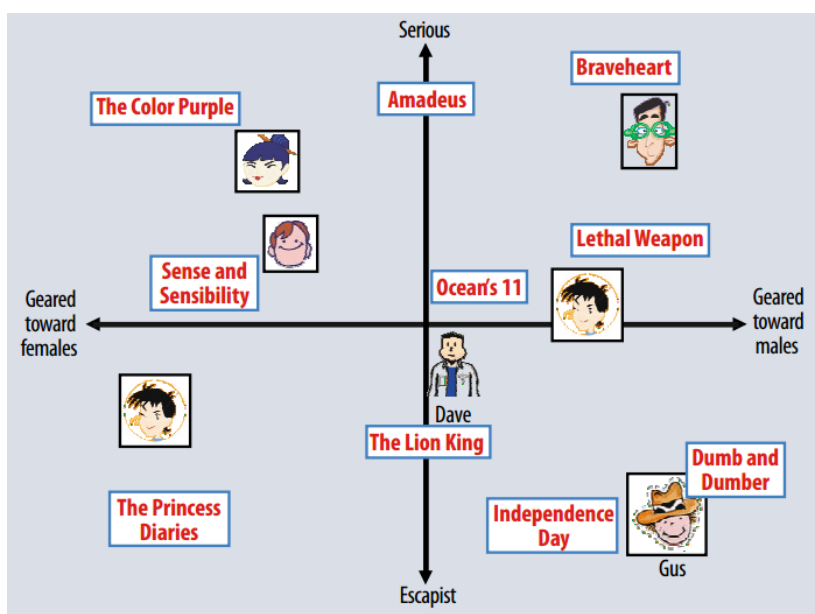 Serious
Braveheart
The Color Purple
Amadeus
Lethal Weapon
Sense and
Sensibility
Ocean's 11
Geared
toward
females
Geared
toward
males
Dave
The Lion King
Dumb and
Dumber
The Princess
Diaries
Independence
Day
Gus
Escapist